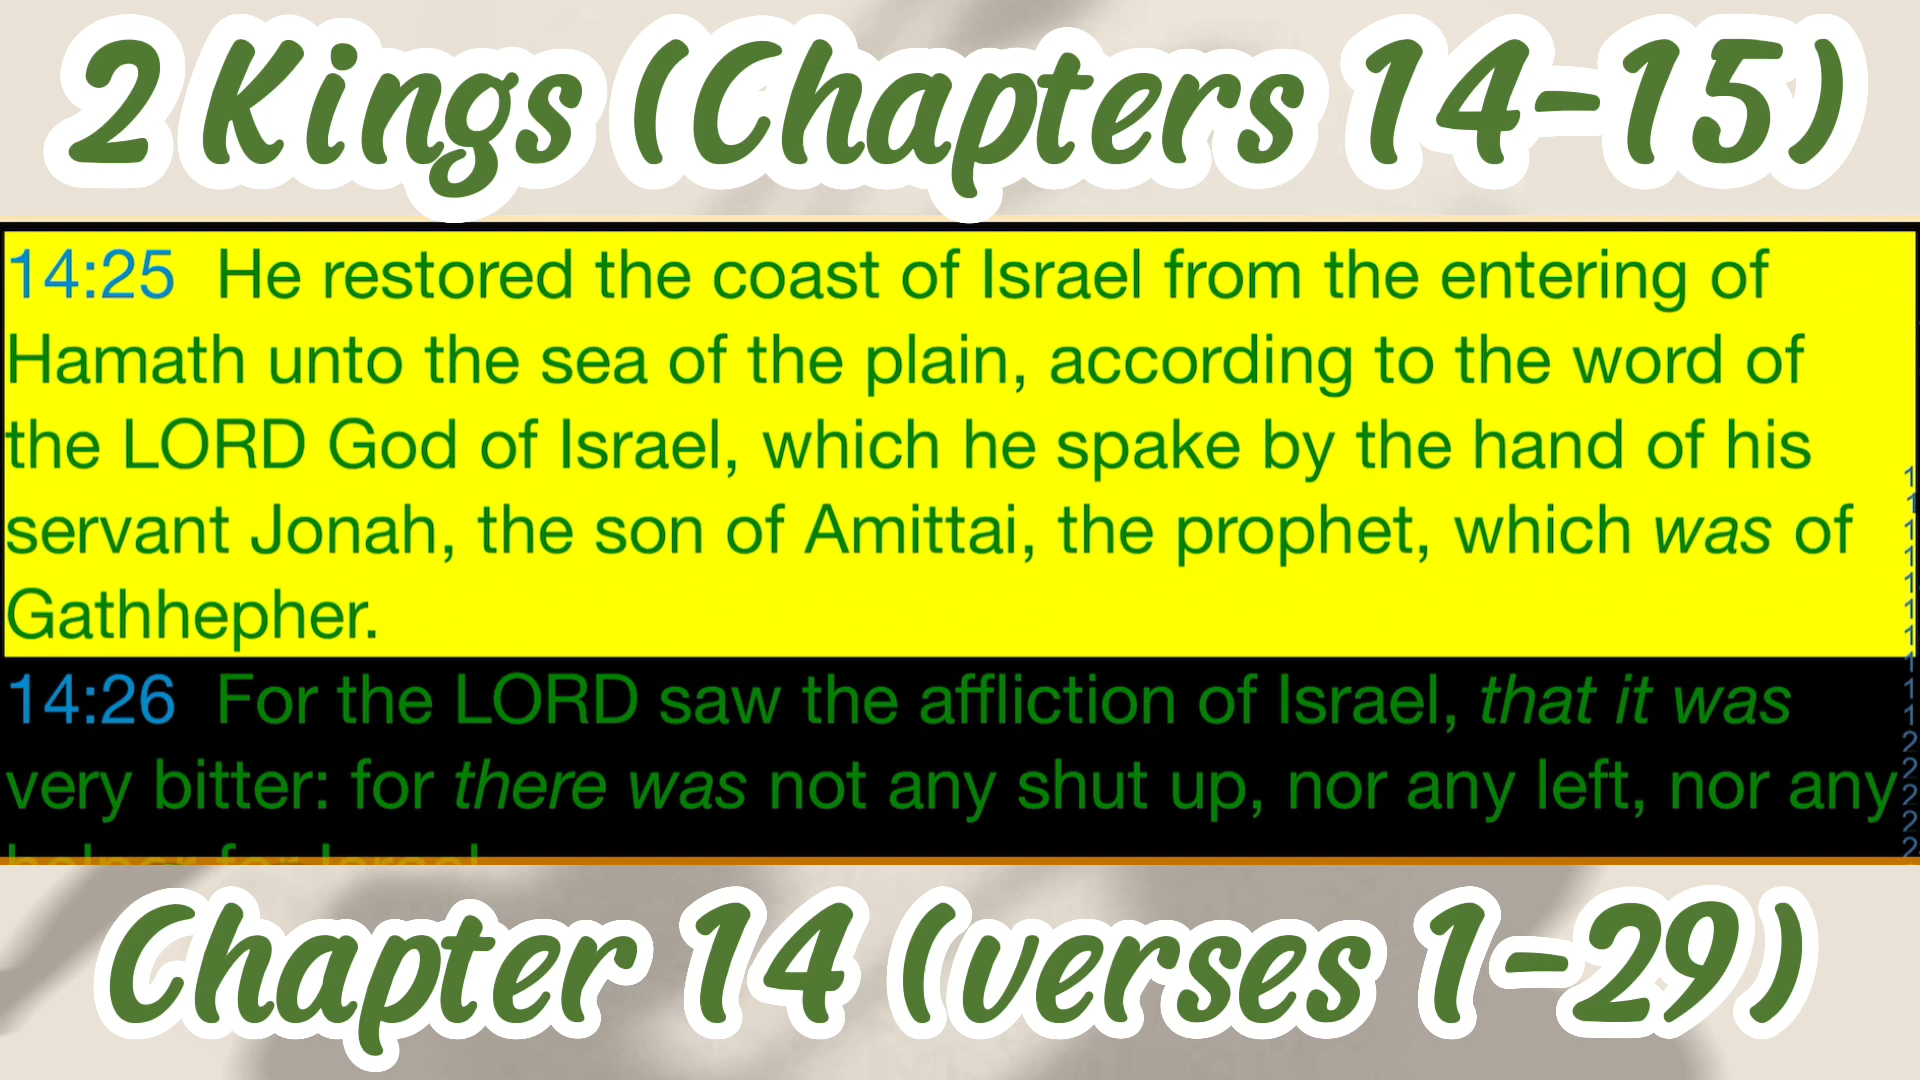 2 Kings (Chapters 14-15)
14:25 He restored the coast of Israel from the entering of
Hamath unto the sea of the plain, according to the word of
the LORD God of Israel, which he spake by the hand of his
servant Jonah, the son of Amittai, the prophet, which was of
Gathhepher.
14:26 For the LORD saw the affliction of Israel, that it was
very bitter: for there was not any shut up, nor any left, nor any
helper for Israel
Chapter 14 (verses 1-29)